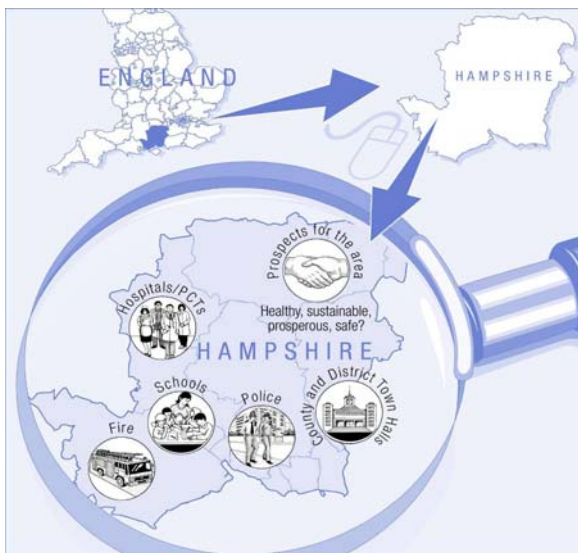 ENGLAND
HAMPSHIRE
Prospects for the area
Healthy, sustainable,
prosperous, safe?
Hospitals/PCTs
HAMPSHIRE
Schools
Police
County and District Town Halls
Fire